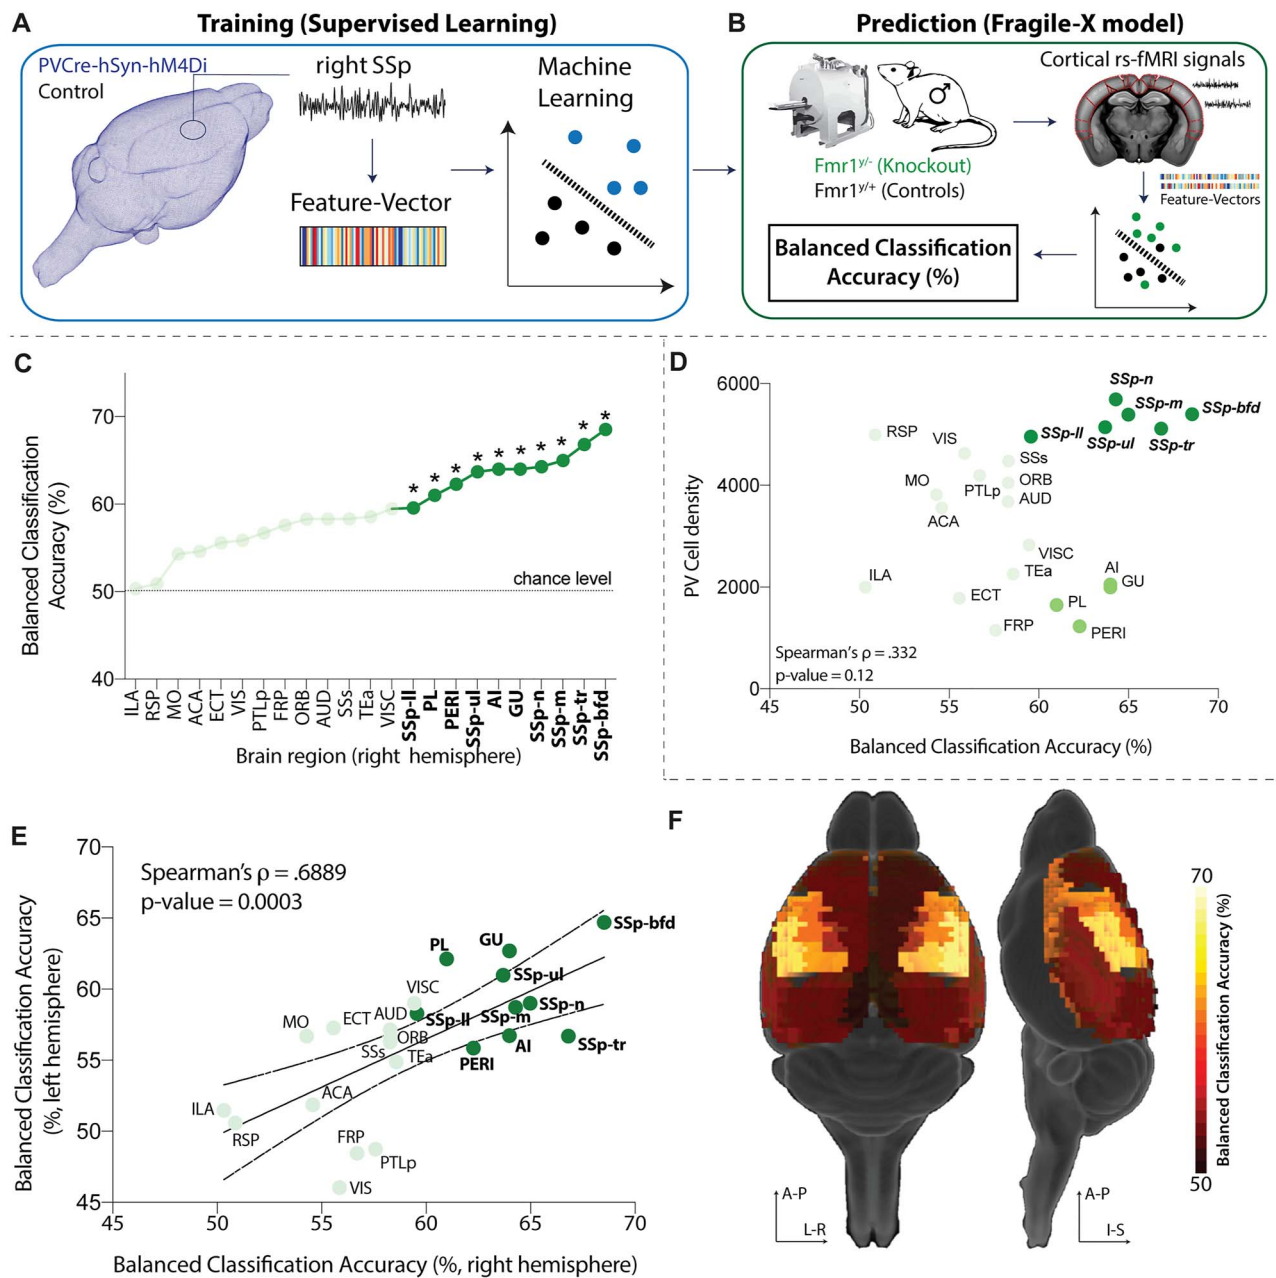 A
Training (Supervised Learning)
PVCre-hSyn-hM4Di
Control
right SSp
Feature-Vector
Machine
Learning
B
Prediction (Fragile-X model)
Cortical rs-fMRI signals
Fmr1y/- (Knockout)
Fmr1y/+ (Controls)
Feature-Vectors
Balanced Classification
Accuracy (%)
C
Balanced Classification
Accuracy (%)
70
60
50
40
* * * * * * * * * *
chance level
ILA
RSP
MO
ACA
ECT
VIS
PTLp
FRP
ORB
AUD
SSs
TEa
VISC
SSp-ll
PL
PERI
SSp-ul
AI
GU
SSp-n
SSp-m
SSp-tr
SSp-bfd
Brain region (right hemisphere)
D
PV Cell density
6000
4000
2000
0
SSp-n
SSp-m
SSp-bfd
SSp-ll
SSp-ul
SSp-tr
RSP
VIS
SSs
MO
PTLp
ORB
AUD
ACA
VISC
TEa
ILA
AI
GU
ECT
PL
FRP
PERI
Spearman's ρ = .332
p-value = 0.12
45 50 55 60 65 70
Balanced Classification Accuracy (%)
E
Balanced Classification Accuracy
(%, left hemisphere)
70
65
60
55
50
45
Spearman's ρ = .6889
p-value = 0.0003
SSp-bfd
PL
GU
SSp-ul
VISC
SSp-n
MO
ECT
AUD
SSp-ll
SSp-m
ORB
SSs
TEa
AI
SSp-tr
PERI
ILA
ACA
RSP
FRP
PTLp
VIS
45 50 55 60 65 70
Balanced Classification Accuracy (%, right hemisphere)
F
70
Balanced Classification Accuracy (%)
50
A-P
L-R
A-P
I-S